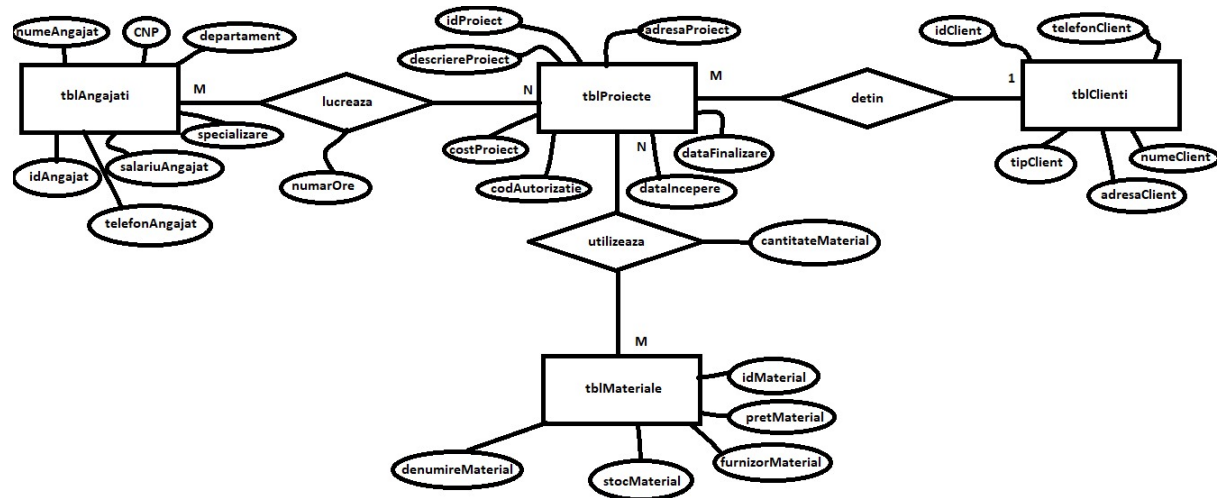 numeAngajat
CNP
departament
idProiect
adresaProiect
descriereProiect
idClient
telefonClient
tblAngajati
M
lucreaza
N
tblProiecte
M
detin
1
tblClienti
specializare
salariuAngajat
idAngajat
telefonAngajat
numarOre
costProiect
codAutorizatie
N
dataIncepere
dataFinalizare
tipClient
adresaClient
numeClient
utilizeaza
cantitateMaterial
M
tblMateriale
idMaterial
pretMaterial
furnizorMaterial
denumireMaterial
stocMaterial